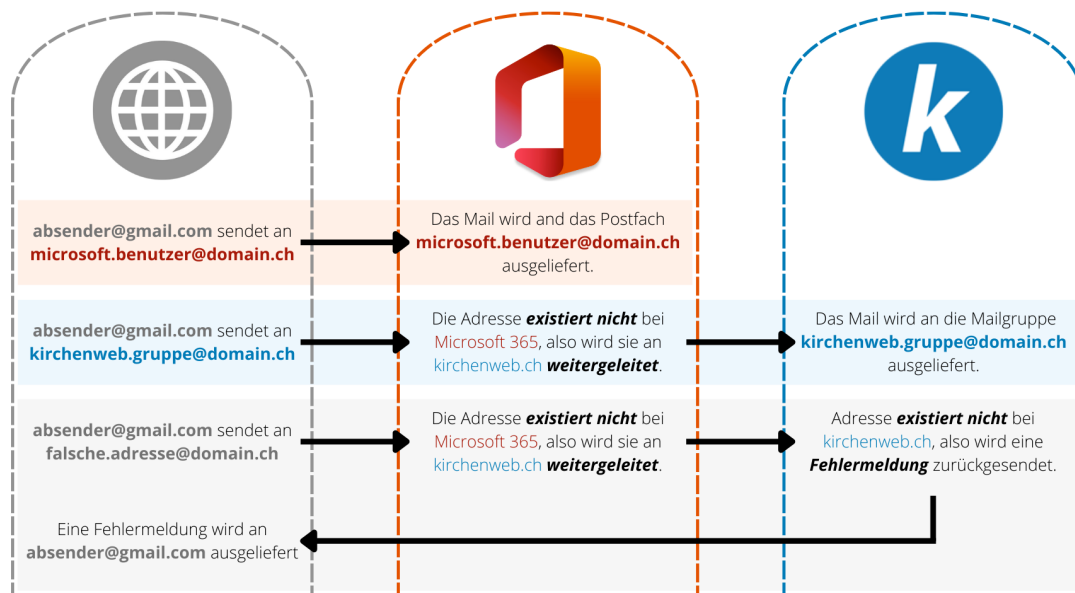 k
absender@gmail.com sendet an
microsoft.benutzer@domain.ch
Das Mail wird and das Postfach
microsoft.benutzer@domain.ch
ausgeliefert.
absender@gmail.com sendet an
kirchenweb.gruppe@domain.ch
Die Adresse existiert nicht bei
Microsoft 365, also wird sie an
kirchenweb.ch weitergeleitet.
Das Mail wird an die Mailgruppe
kirchenweb.gruppe@domain.ch
ausgeliefert.
absender@gmail.com sendet an
falsche.adresse@domain.ch
Die Adresse existiert nicht bei
Microsoft 365, also wird sie an
kirchenweb.ch weitergeleitet.
Adresse existiert nicht bei
kirchenweb.ch, also wird eine
Fehlermeldung zurückgesendet.
Eine Fehlermeldung wird an
absender@gmail.com ausgeliefert